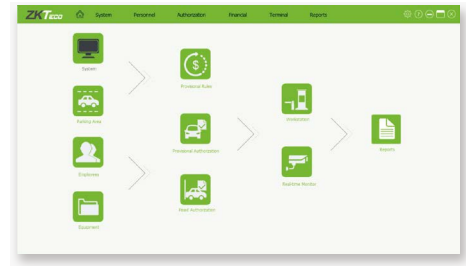 ZKTeco System Personnel Authorization Financial Terminal Reports
System
Parking Area
Employees
Equipment
Provisional Rules
Provisional Authorization
Fixed Authorization
Workstation
Realtime Monitor
Reports